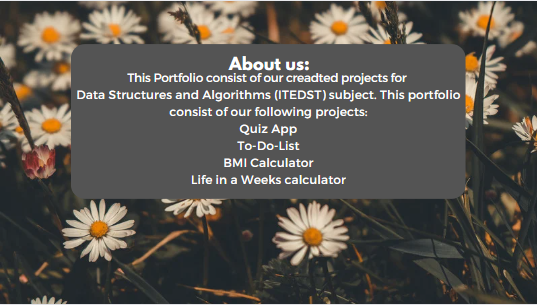 About us:
This Portfolio consist of our creadted projects for
Data Structures and Algorithms (ITEDST) subject. This portfolio
consist of our following projects:
Quiz App
To-Do-List
BMI Calculator
Life in a Weeks calculator